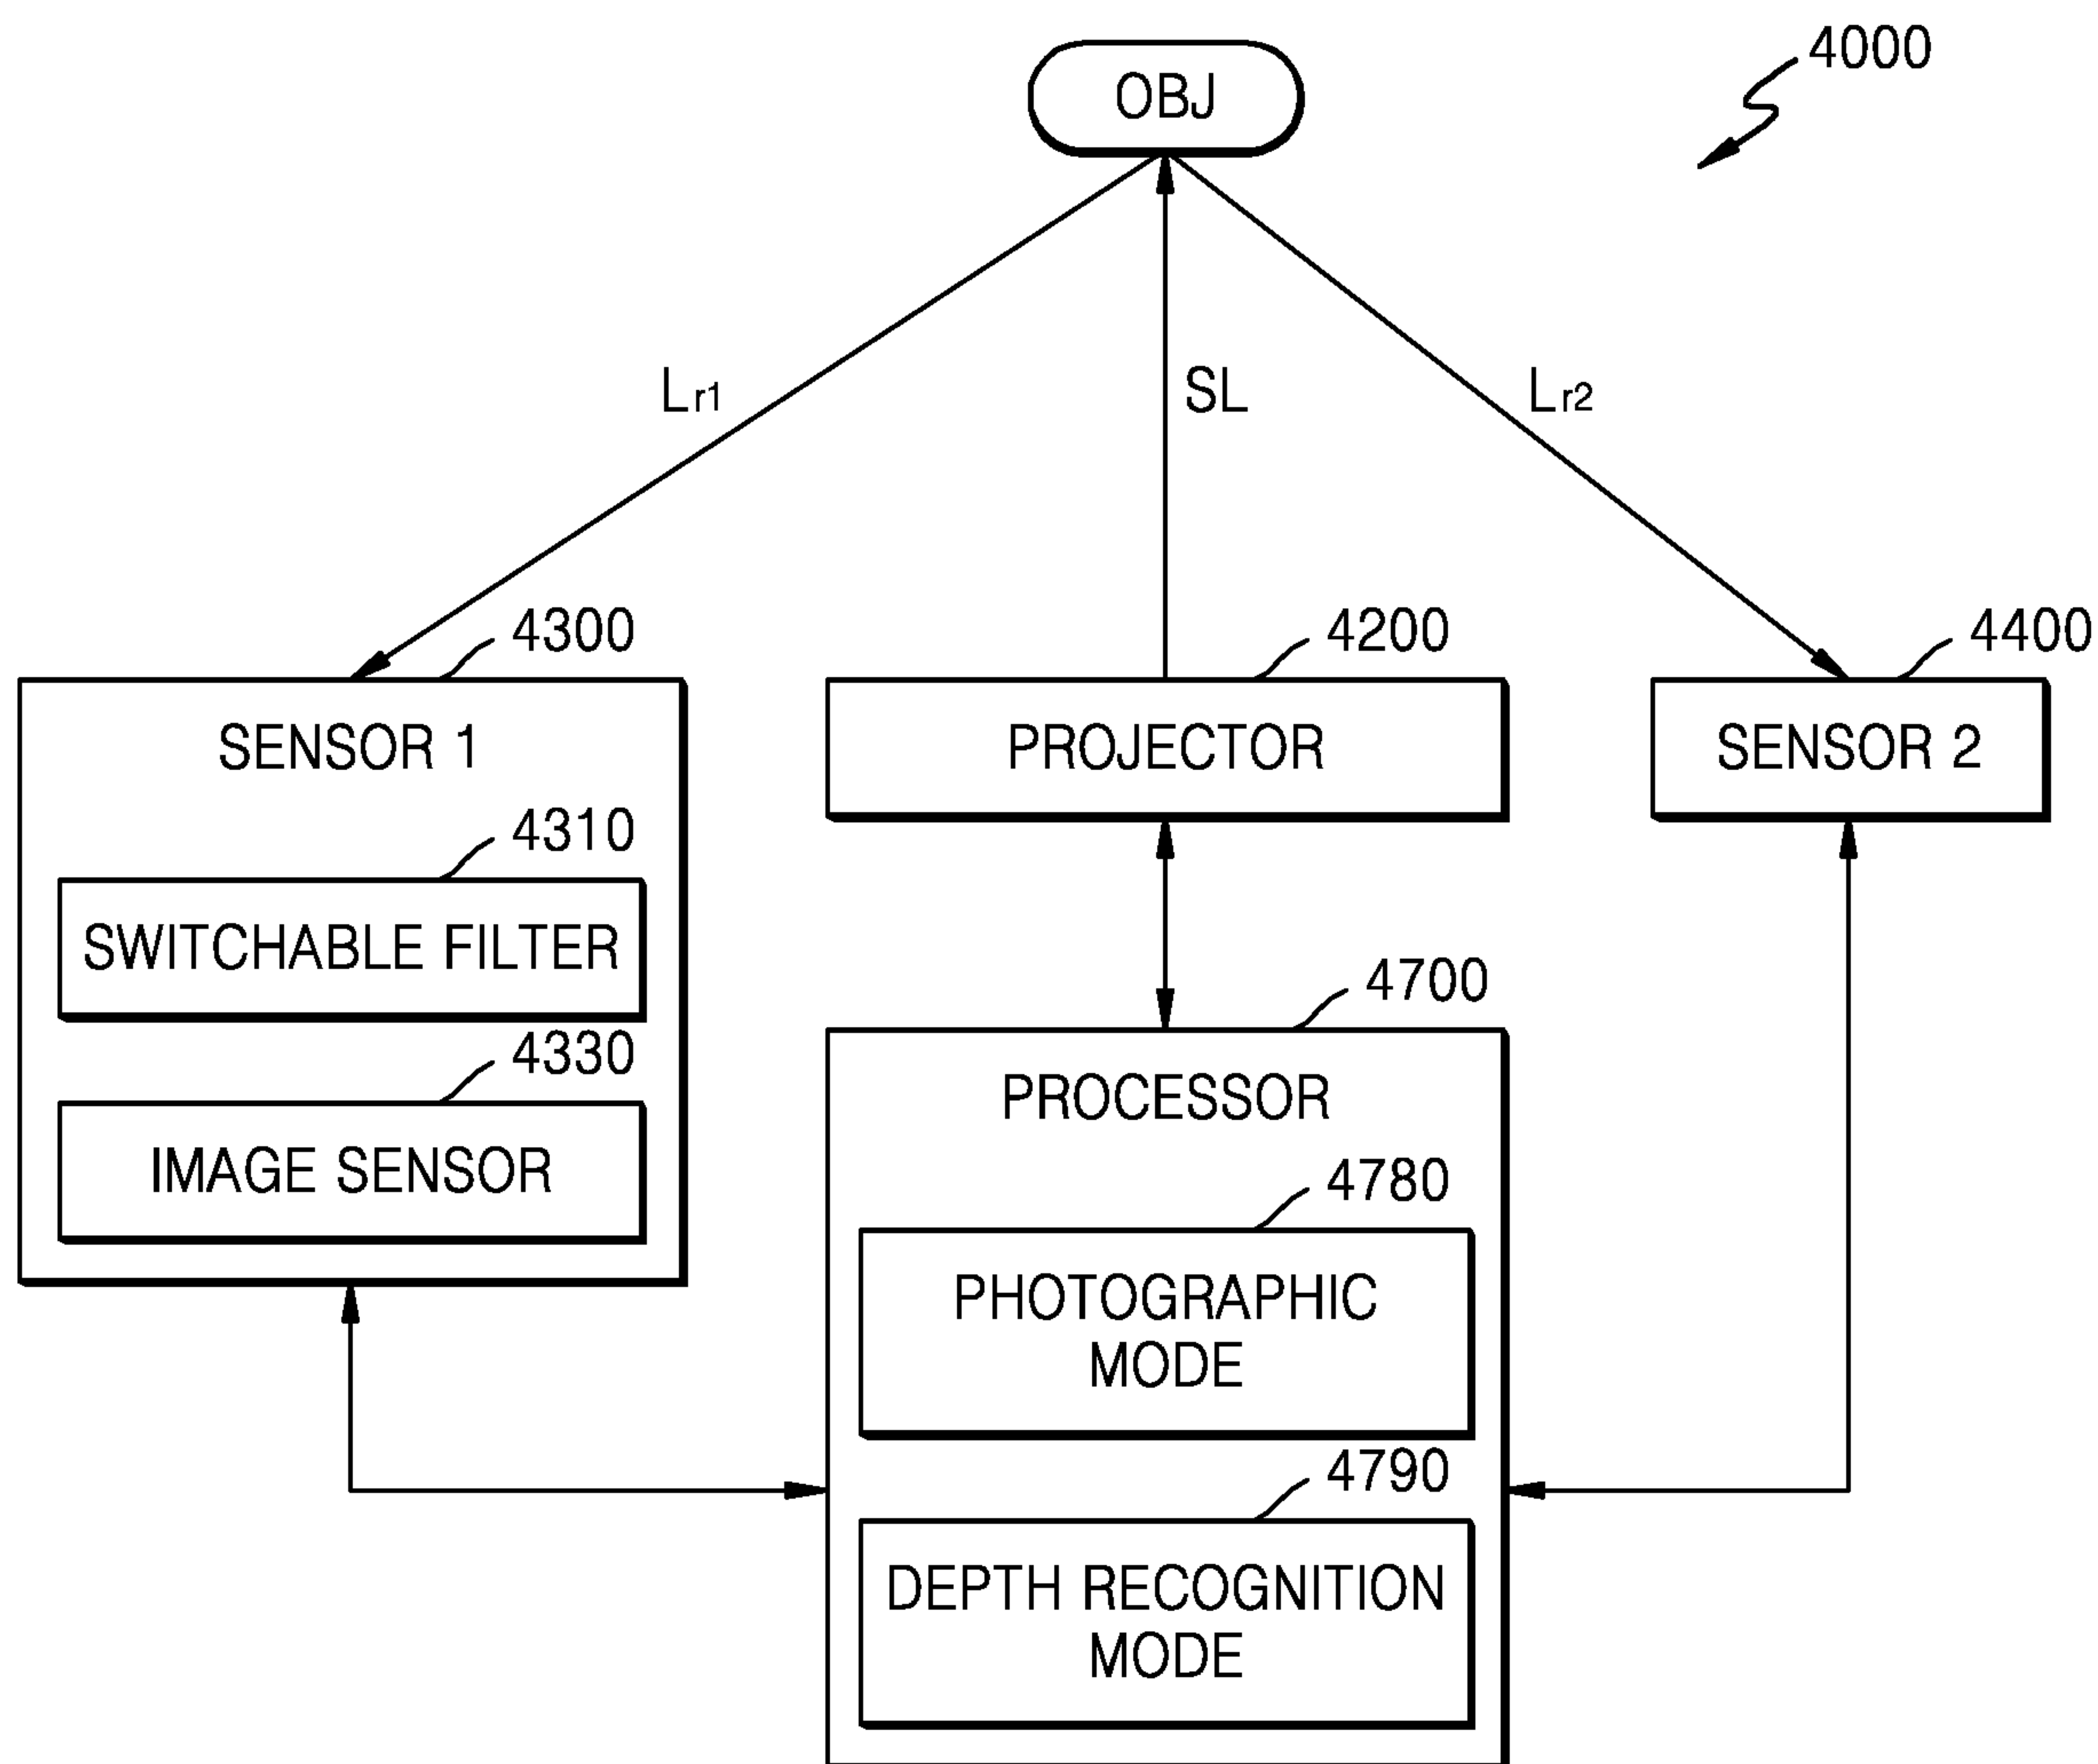 4000
OBJ
Lr1
SL
Lr2
4300
4200
4400
SENSOR 1
PROJECTOR
SENSOR 2
4310
SWITCHABLE FILTER
4700
4330
PROCESSOR
IMAGE SENSOR
4780
PHOTOGRAPHIC
MODE
4790
DEPTH RECOGNITION
MODE